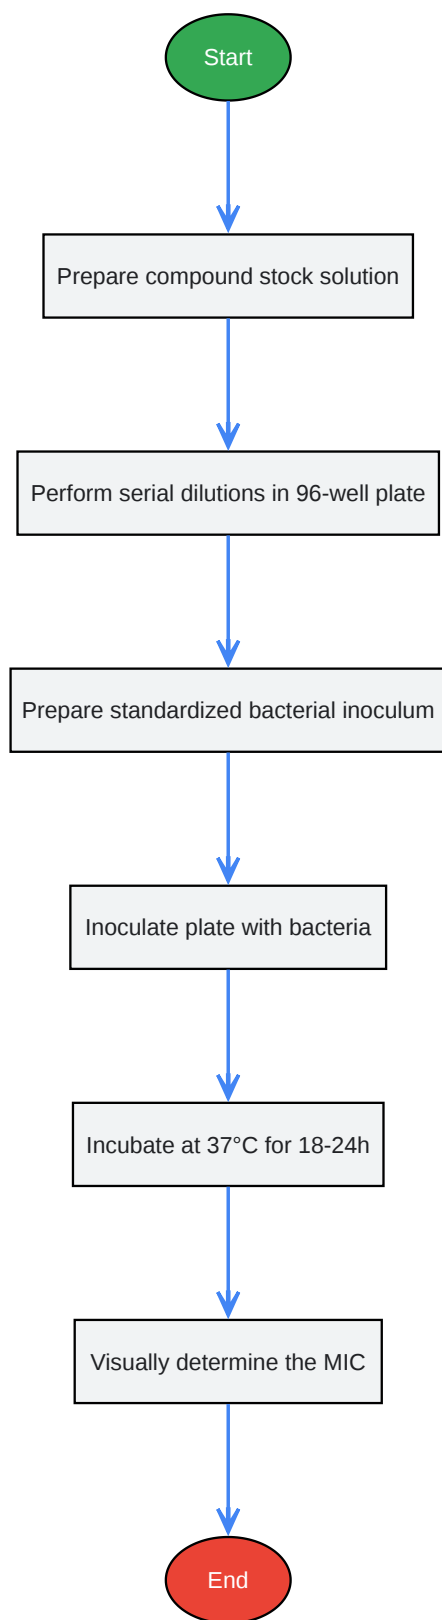 Start
Prepare compound stock solution
Perform serial dilutions in 96-well plate
Prepare standardized bacterial inoculum
Inoculate plate with bacteria
Incubate at 37°C for 18-24h
Visually determine the MIC
End